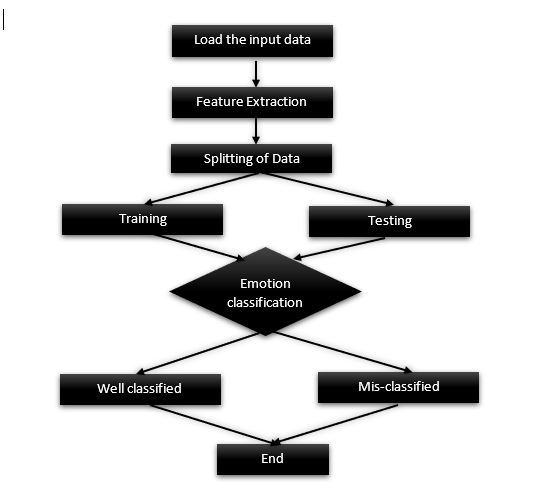 Load the input data
Feature Extraction
Splitting of Data
Training
Testing
Emotion
classification
Well classified
Mis-classified
End